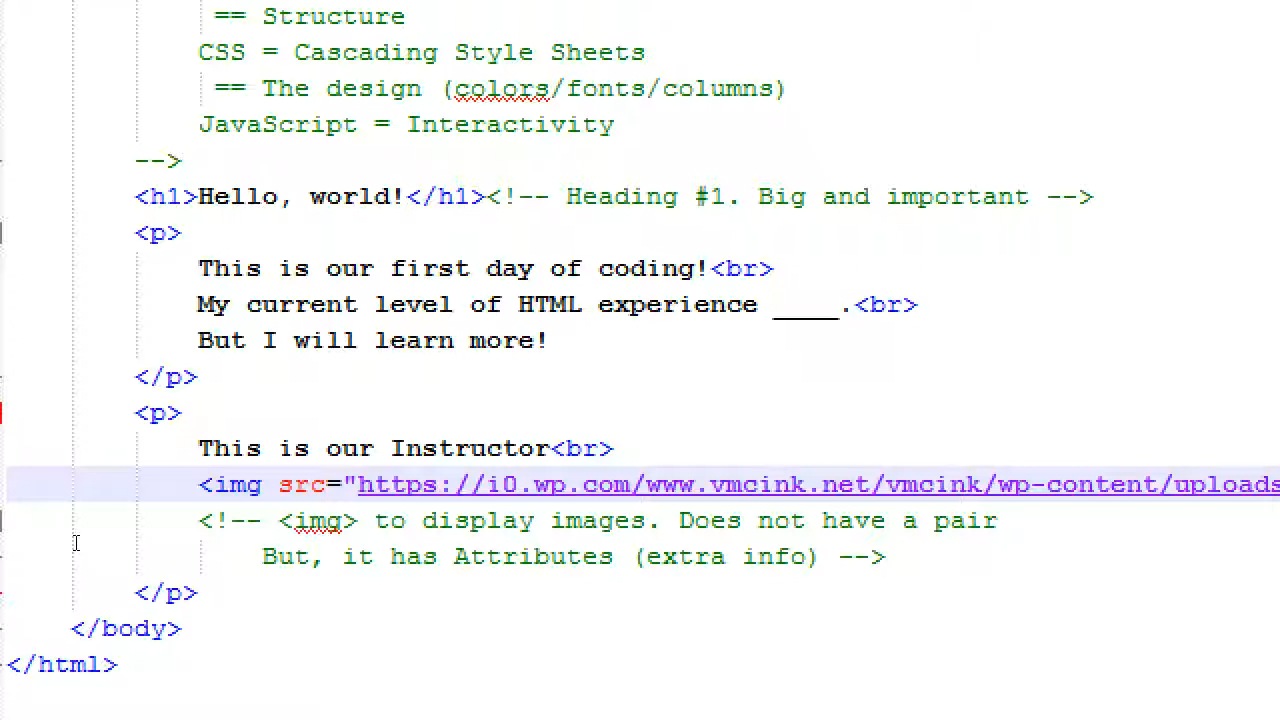 == Structure
CSS = Cascading Style Sheets
== The design (colors/fonts/columns)
JavaScript = Interactivity
-->
<h1>Hello, world!</h1><!-- Heading #1. Big and important -->
<p>
This is our first day of coding!<br>
My current level of HTML experience ____.<br>
But I will learn more!
</p>
<p>
This is our Instructor<br>
<img src="https://i0.wp.com/www.vmcink.net/vmcink/wp-content/uploads
<!-- <img> to display images. Does not have a pair
But, it has Attributes (extra info) -->
</p>
</body>
</html>